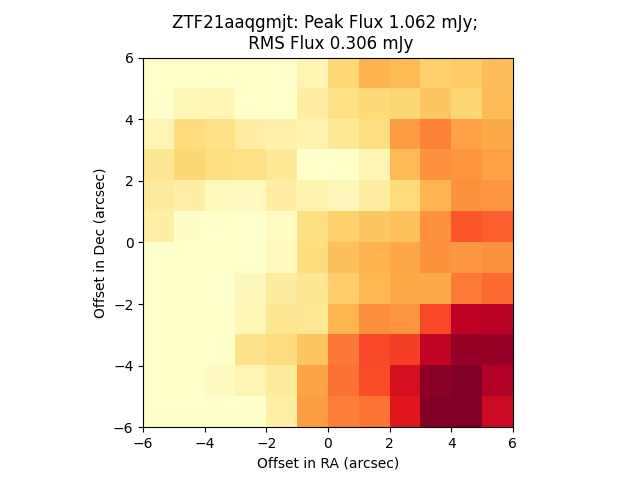 ZTF21aaqgmjt: Peak Flux 1.062 mJy;
RMS Flux 0.306 mJy
6
4
2
0
−2
−4
−6
Offset in Dec (arcsec)
−6 −4 −2 0 2 4 6
Offset in RA (arcsec)